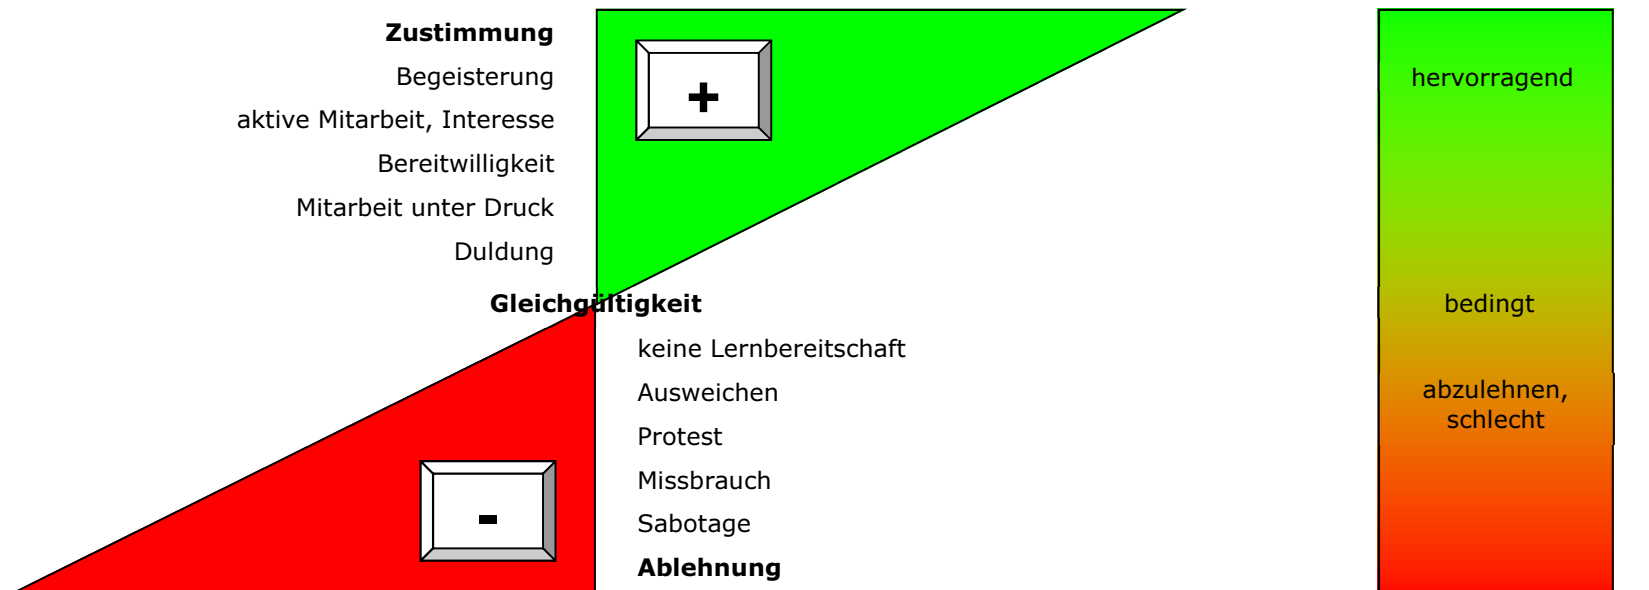 Zustimmung
Begeisterung
aktive Mitarbeit, Interesse
Bereitwilligkeit
Mitarbeit unter Druck
Duldung
Gleichgültigkeit
keine Lernbereitschaft
Ausweichen
Protest
Missbrauch
Sabotage
Ablehnung
+
-
hervorragend
bedingt
abzulehnen,
schlecht